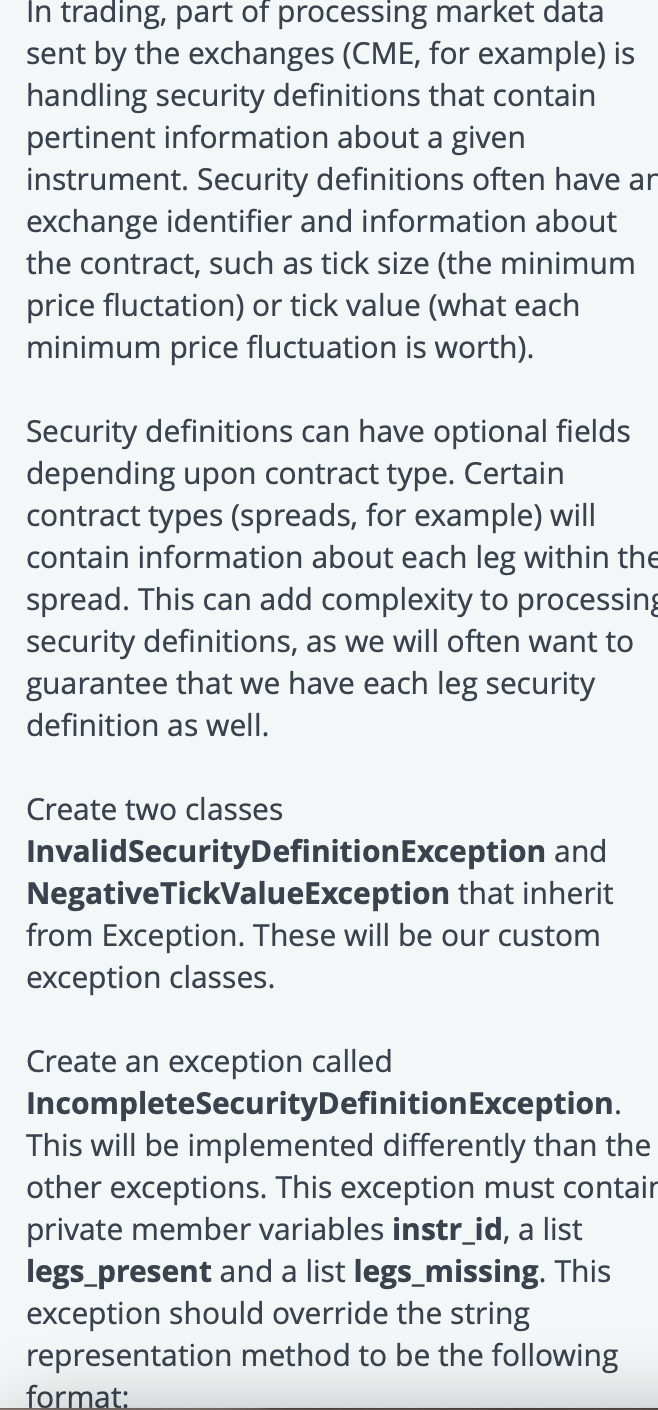 In trading, part of processing market data
sent by the exchanges (CME, for example) is
handling security definitions that contain
pertinent information about a given
instrument. Security definitions often have an
exchange identifier and information about
the contract, such as tick size (the minimum
price fluctation) or tick value (what each
minimum price fluctuation is worth).
Security definitions can have optional fields
depending upon contract type. Certain
contract types (spreads, for example) will
contain information about each leg within the
spread. This can add complexity to processing
security definitions, as we will often want to
guarantee that we have each leg security
definition as well.
Create two classes
InvalidSecurityDefinitionException and
NegativeTickValueException that inherit
from Exception. These will be our custom
exception classes.
Create an exception called
IncompleteSecurityDefinitionException.
This will be implemented differently than the
other exceptions. This exception must contain
private member variables instr_id, a list
legs_present and a list legs_missing. This
exception should override the string
representation method to be the following
format: